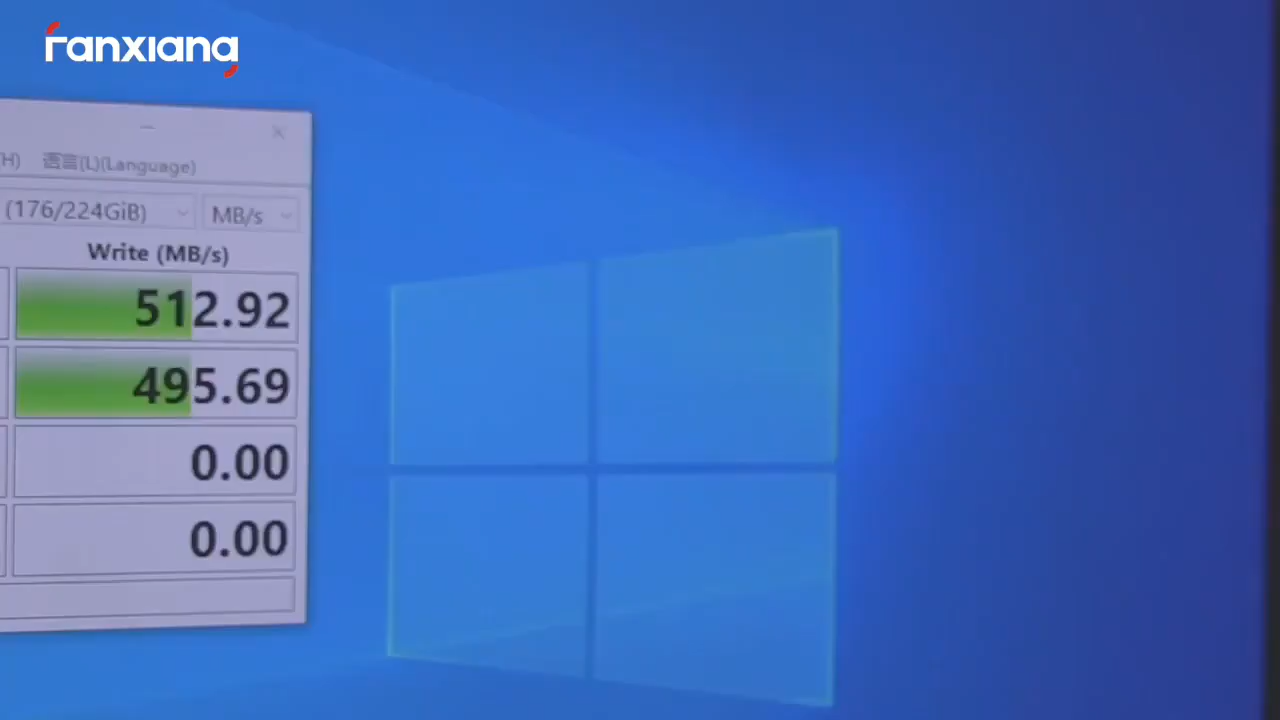 fanxiang
(H) 语言(L)(Language)
(176/224GiB) MB/s
Write (MB/s)
512.92
495.69
0.00
0.00